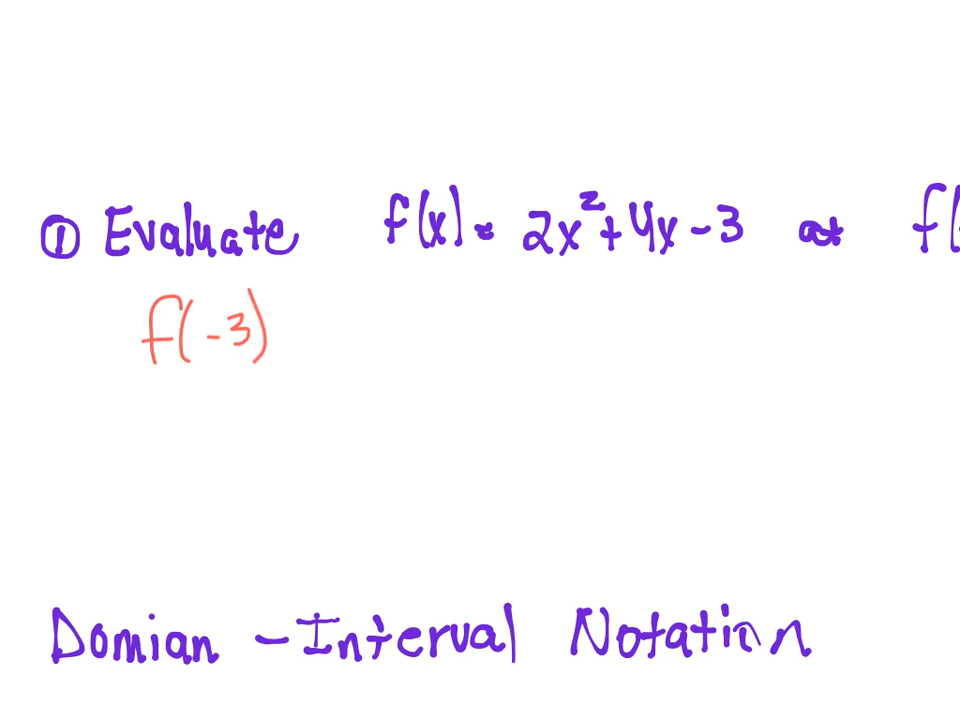 ① Evaluate f(x) = 2x²+4x-3 at f(
f(-3)
Domian - Interval Notation